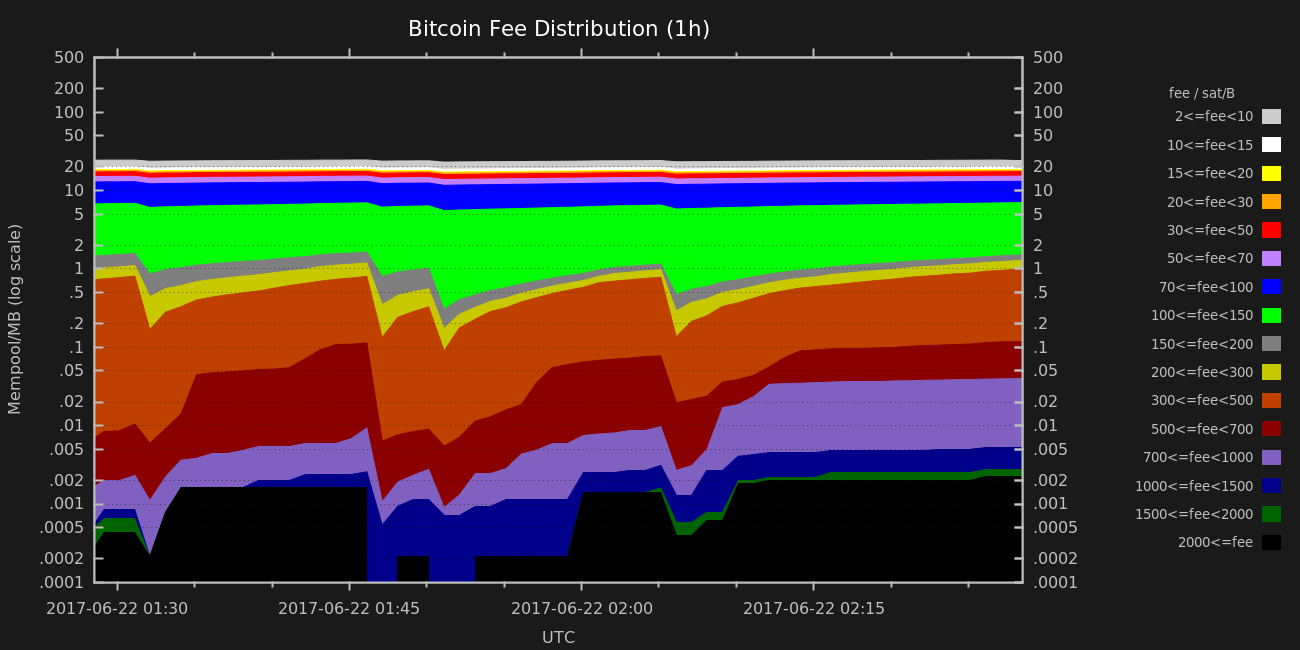 Bitcoin Fee Distribution (1h)
500 500
200 200
100 100
50 50
20 20
10 10
5 5
2 2
1 1
.5 .5
.2 .2
.1 .1
.05 .05
.02 .02
.01 .01
.005 .005
.002 .002
.001 .001
.0005 .0005
.0002 .0002
.0001 .0001
Mempool/MB (log scale)
2017-06-22 01:30 2017-06-22 01:45 2017-06-22 02:00 2017-06-22 02:15
UTC
fee / sat/B
2<=fee<10
10<=fee<15
15<=fee<20
20<=fee<30
30<=fee<50
50<=fee<70
70<=fee<100
100<=fee<150
150<=fee<200
200<=fee<300
300<=fee<500
500<=fee<700
700<=fee<1000
1000<=fee<1500
1500<=fee<2000
2000<=fee